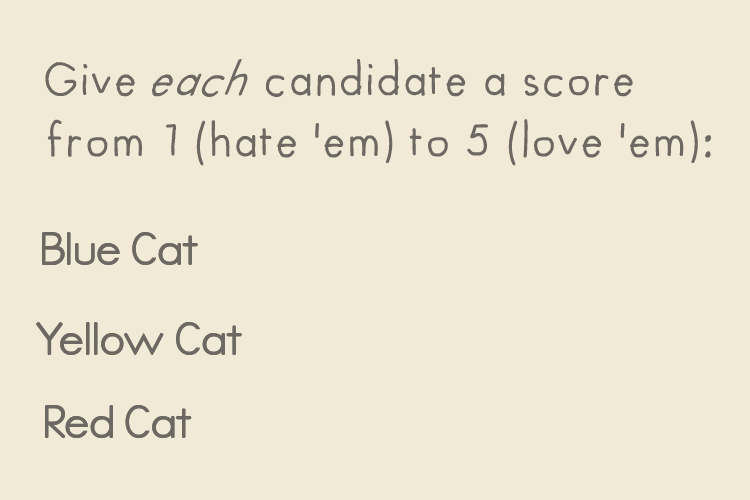 Give each candidate a score
from 1 (hate 'em) to 5 (love 'em):
Blue Cat
Yellow Cat
Red Cat